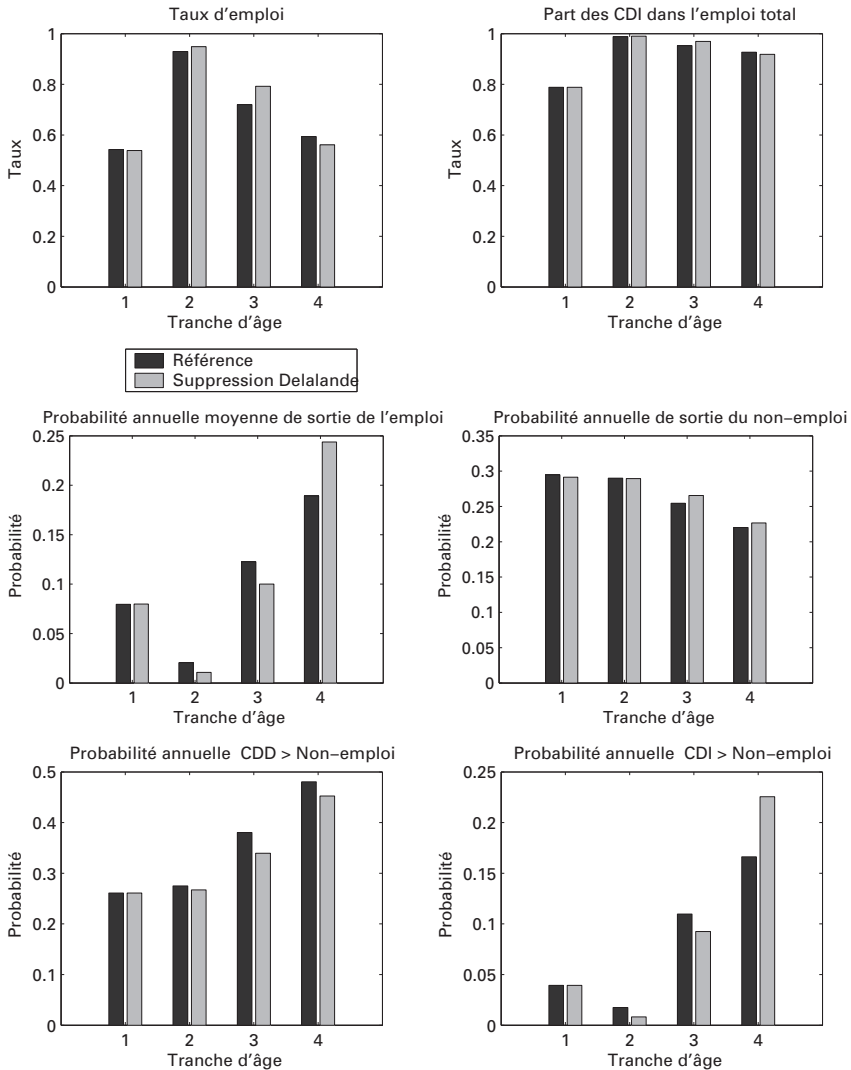 Taux d'emploi
1
0.8
0.6
0.4
0.2
0
Taux
1 2 3 4
Tranche d'âge
Part des CDI dans l'emploi total
1
0.8
0.6
0.4
0.2
0
Taux
1 2 3 4
Tranche d'âge
Référence
Suppression Delalande
Probabilité annuelle moyenne de sortie de l'emploi
0.25
0.2
0.15
0.1
0.05
0
Probabilité
1 2 3 4
Tranche d'âge
Probabilité annuelle de sortie du non–emploi
0.35
0.3
0.25
0.2
0.15
0.1
0.05
0
Probabilité
1 2 3 4
Tranche d'âge
Probabilité annuelle CDD > Non–emploi
0.5
0.4
0.3
0.2
0.1
0
Probabilité
1 2 3 4
Tranche d'âge
Probabilité annuelle CDI > Non–emploi
0.25
0.2
0.15
0.1
0.05
0
Probabilité
1 2 3 4
Tranche d'âge